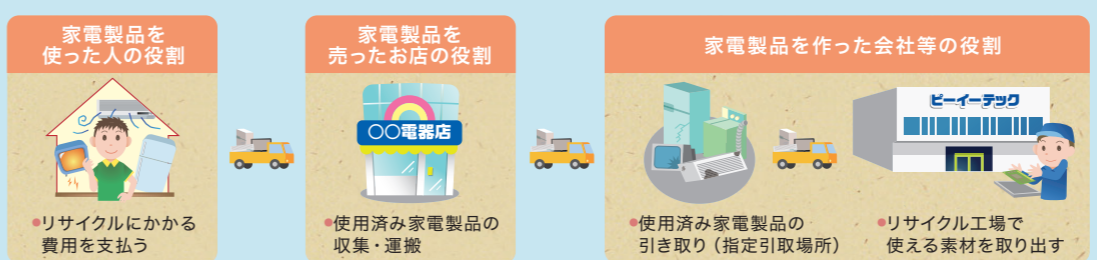 家電製品を
使った人の役割
家電製品を
売ったお店の役割
家電製品を作った会社等の役割
〇〇電器店
ピーイーテック
●リサイクルにかかる
費用を支払う
●使用済み家電製品の
収集・運搬
●使用済み家電製品の
引き取り（指定引取場所）
●リサイクル工場で
使える素材を取り出す